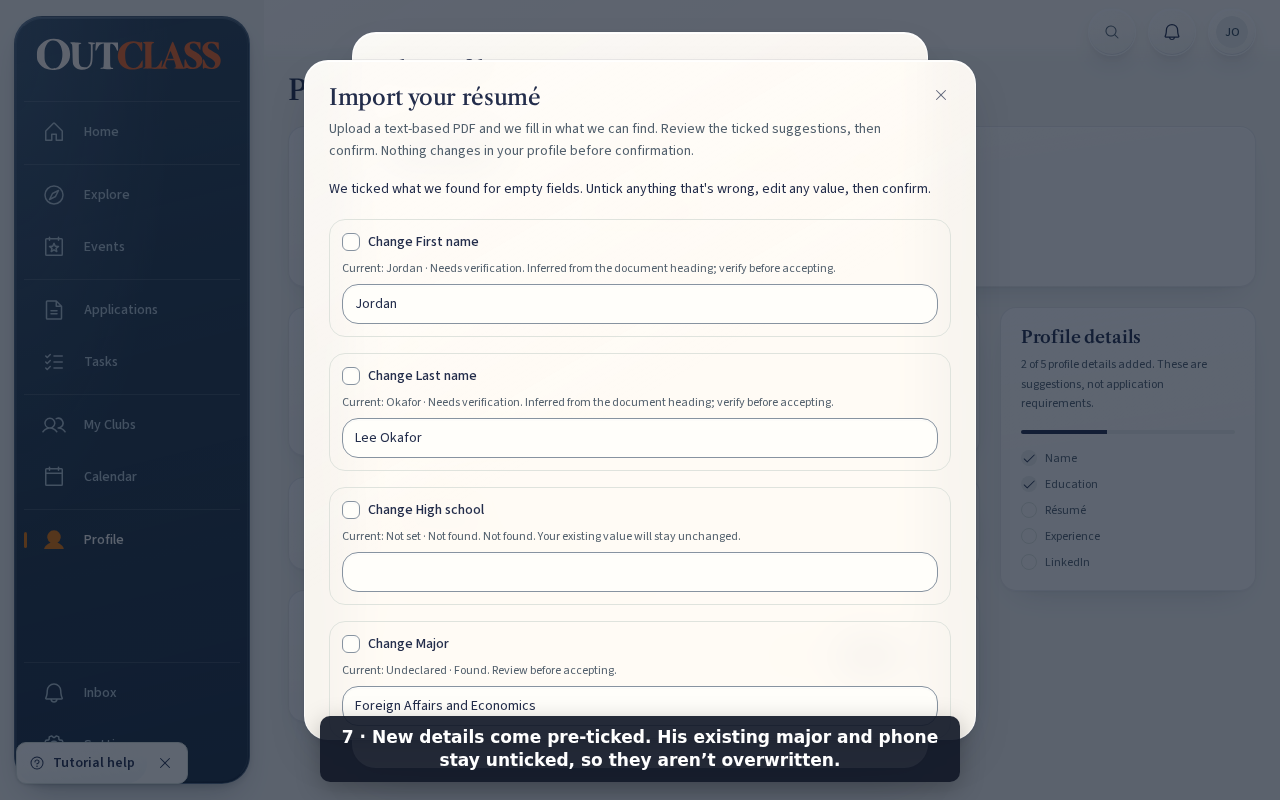 OUTCLASS
JO
Home
Explore
Events
Applications
Tasks
My Clubs
Calendar
Profile
Inbox
Tutorial help
Import your résumé
Upload a text-based PDF and we fill in what we can find. Review the ticked suggestions, then
confirm. Nothing changes in your profile before confirmation.
We ticked what we found for empty fields. Untick anything that's wrong, edit any value, then confirm.
Change First name
Current: Jordan · Needs verification. Inferred from the document heading; verify before accepting.
Jordan
Change Last name
Current: Okafor · Needs verification. Inferred from the document heading; verify before accepting.
Lee Okafor
Change High school
Current: Not set · Not found. Not found. Your existing value will stay unchanged.
Change Major
Current: Undeclared · Found. Review before accepting.
Foreign Affairs and Economics
Profile details
2 of 5 profile details added. These are
suggestions, not application
requirements.
Name
Education
Résumé
Experience
LinkedIn
7 · New details come pre-ticked. His existing major and phone
stay unticked, so they aren’t overwritten.